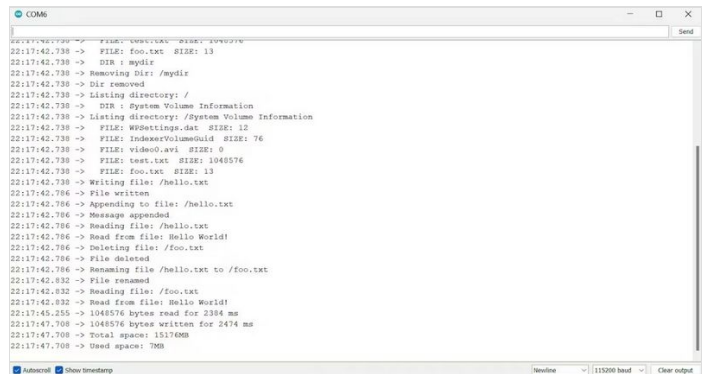 COM6
Send
22:17:42.738 -> FILE: test.txt SIZE: 1048576
22:17:42.738 -> FILE: foo.txt SIZE: 13
22:17:42.738 -> DIR : mydir
22:17:42.738 -> Removing Dir: /mydir
22:17:42.738 -> Dir removed
22:17:42.738 -> Listing directory: /
22:17:42.738 -> DIR : System Volume Information
22:17:42.738 -> Listing directory: /System Volume Information
22:17:42.738 -> FILE: WPSettings.dat SIZE: 12
22:17:42.738 -> FILE: IndexerVolumeGuid SIZE: 76
22:17:42.738 -> FILE: video0.avi SIZE: 0
22:17:42.738 -> FILE: test.txt SIZE: 1048576
22:17:42.738 -> FILE: foo.txt SIZE: 13
22:17:42.738 -> Writing file: /hello.txt
22:17:42.786 -> File written
22:17:42.786 -> Appending to file: /hello.txt
22:17:42.786 -> Message appended
22:17:42.786 -> Reading file: /hello.txt
22:17:42.786 -> Read from file: Hello World!
22:17:42.786 -> Deleting file: /foo.txt
22:17:42.786 -> File deleted
22:17:42.786 -> Renaming file /hello.txt to /foo.txt
22:17:42.832 -> File renamed
22:17:42.832 -> Reading file: /foo.txt
22:17:42.832 -> Read from file: Hello World!
22:17:45.255 -> 1048576 bytes read for 2384 ms
22:17:47.708 -> 1048576 bytes written for 2474 ms
22:17:47.708 -> Total space: 15176MB
22:17:47.708 -> Used space: 7MB
Autoscroll Show timestamp Newline 115200 baud Clear output